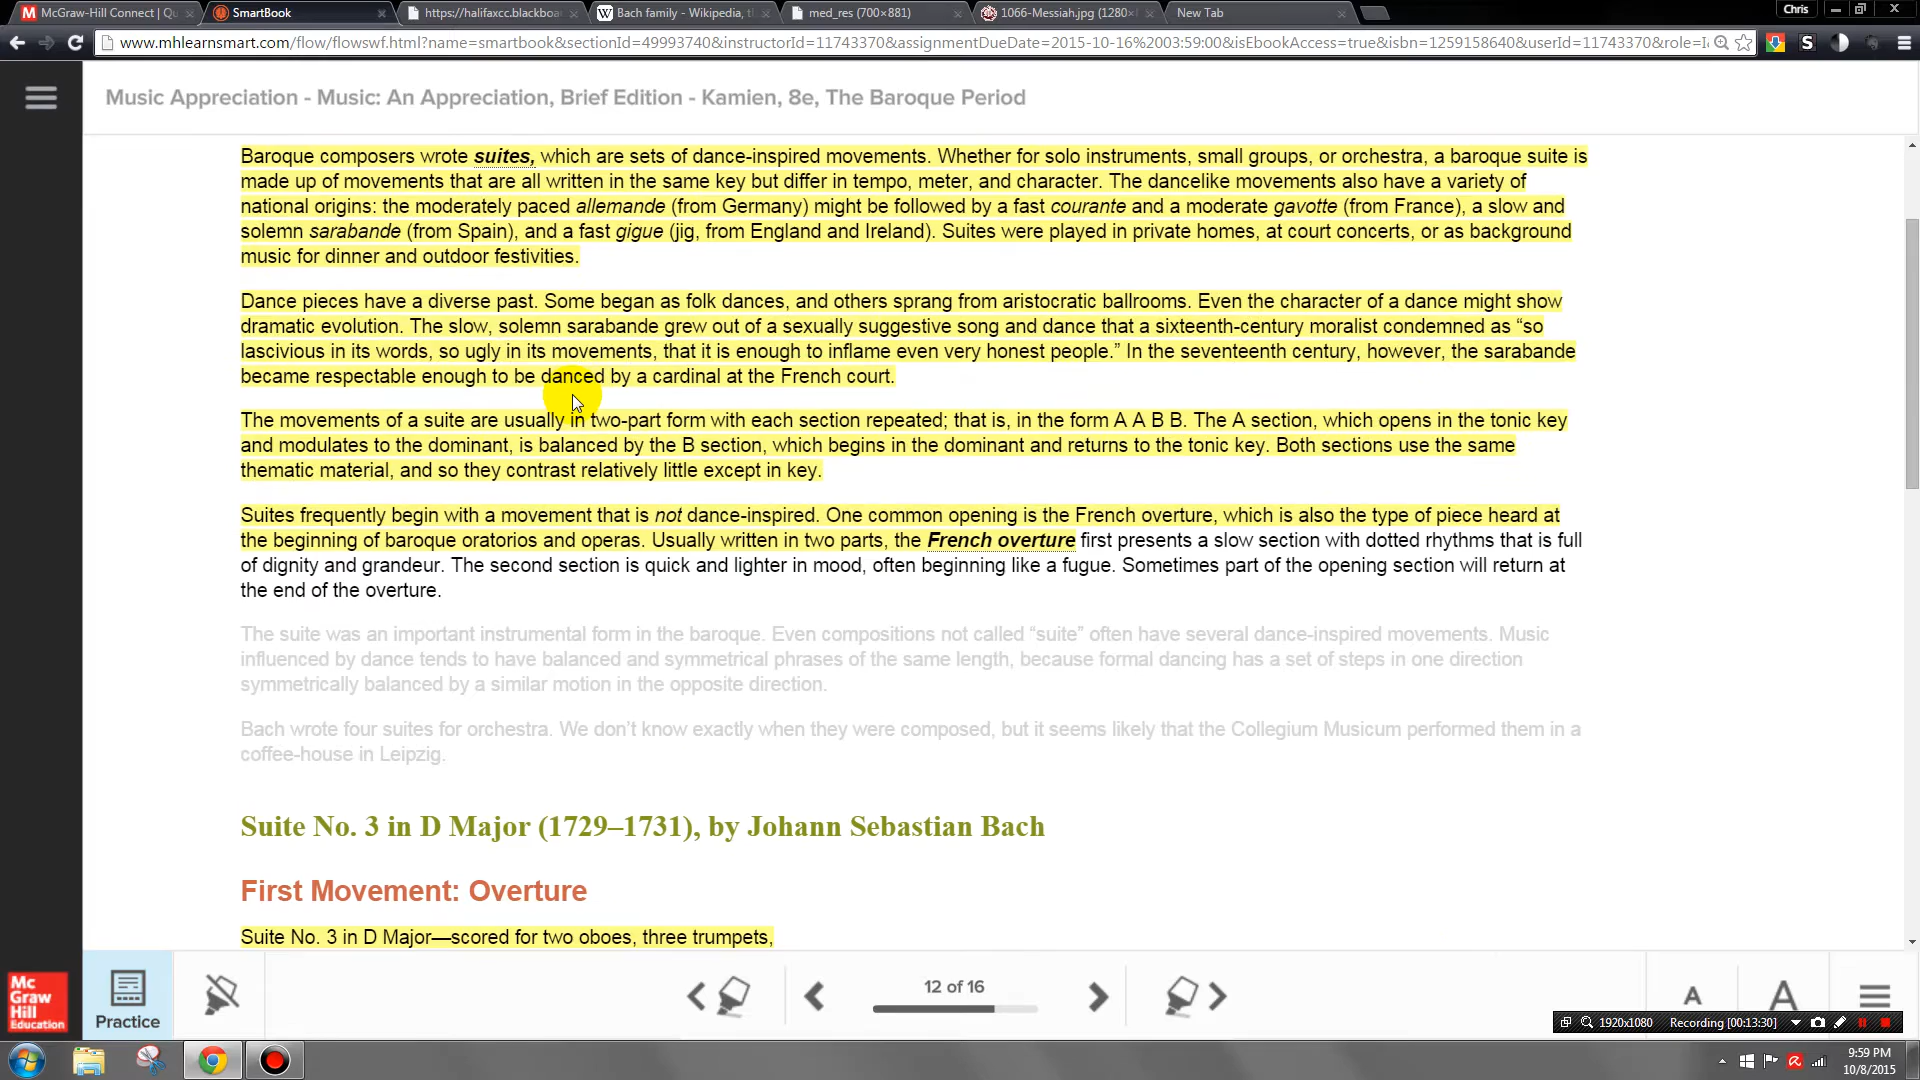 McGraw-Hill Connect | Qu
SmartBook
https://halifaxcc.blackboa
Bach family - Wikipedia, t
med_res (700×881)
1066-Messiah.jpg (1280×
New Tab
Chris
www.mhlearnsmart.com/flow/flowswf.html?name=smartbook&sectionId=49993740&instructorId=11743370&assignmentDueDate=2015-10-16%2003:59:00&isEbookAccess=true&isbn=1259158640&userId=11743370&role=I
Music Appreciation - Music: An Appreciation, Brief Edition - Kamien, 8e, The Baroque Period
Baroque composers wrote suites, which are sets of dance-inspired movements. Whether for solo instruments, small groups, or orchestra, a baroque suite is
made up of movements that are all written in the same key but differ in tempo, meter, and character. The dancelike movements also have a variety of
national origins: the moderately paced allemande (from Germany) might be followed by a fast courante and a moderate gavotte (from France), a slow and
solemn sarabande (from Spain), and a fast gigue (jig, from England and Ireland). Suites were played in private homes, at court concerts, or as background
music for dinner and outdoor festivities.
Dance pieces have a diverse past. Some began as folk dances, and others sprang from aristocratic ballrooms. Even the character of a dance might show
dramatic evolution. The slow, solemn sarabande grew out of a sexually suggestive song and dance that a sixteenth-century moralist condemned as “so
lascivious in its words, so ugly in its movements, that it is enough to inflame even very honest people.” In the seventeenth century, however, the sarabande
became respectable enough to be danced by a cardinal at the French court.
The movements of a suite are usually in two-part form with each section repeated; that is, in the form A A B B. The A section, which opens in the tonic key
and modulates to the dominant, is balanced by the B section, which begins in the dominant and returns to the tonic key. Both sections use the same
thematic material, and so they contrast relatively little except in key.
Suites frequently begin with a movement that is not dance-inspired. One common opening is the French overture, which is also the type of piece heard at
the beginning of baroque oratorios and operas. Usually written in two parts, the French overture first presents a slow section with dotted rhythms that is full
of dignity and grandeur. The second section is quick and lighter in mood, often beginning like a fugue. Sometimes part of the opening section will return at
the end of the overture.
The suite was an important instrumental form in the baroque. Even compositions not called “suite” often have several dance-inspired movements. Music
influenced by dance tends to have balanced and symmetrical phrases of the same length, because formal dancing has a set of steps in one direction
symmetrically balanced by a similar motion in the opposite direction.
Bach wrote four suites for orchestra. We don’t know exactly when they were composed, but it seems likely that the Collegium Musicum performed them in a
coffee-house in Leipzig.
Suite No. 3 in D Major (1729–1731), by Johann Sebastian Bach
First Movement: Overture
Suite No. 3 in D Major—scored for two oboes, three trumpets,
Mc
Graw
Hill
Education
Practice
12 of 16
A
A
1920x1080
Recording [00:13:30]
9:59 PM
10/8/2015